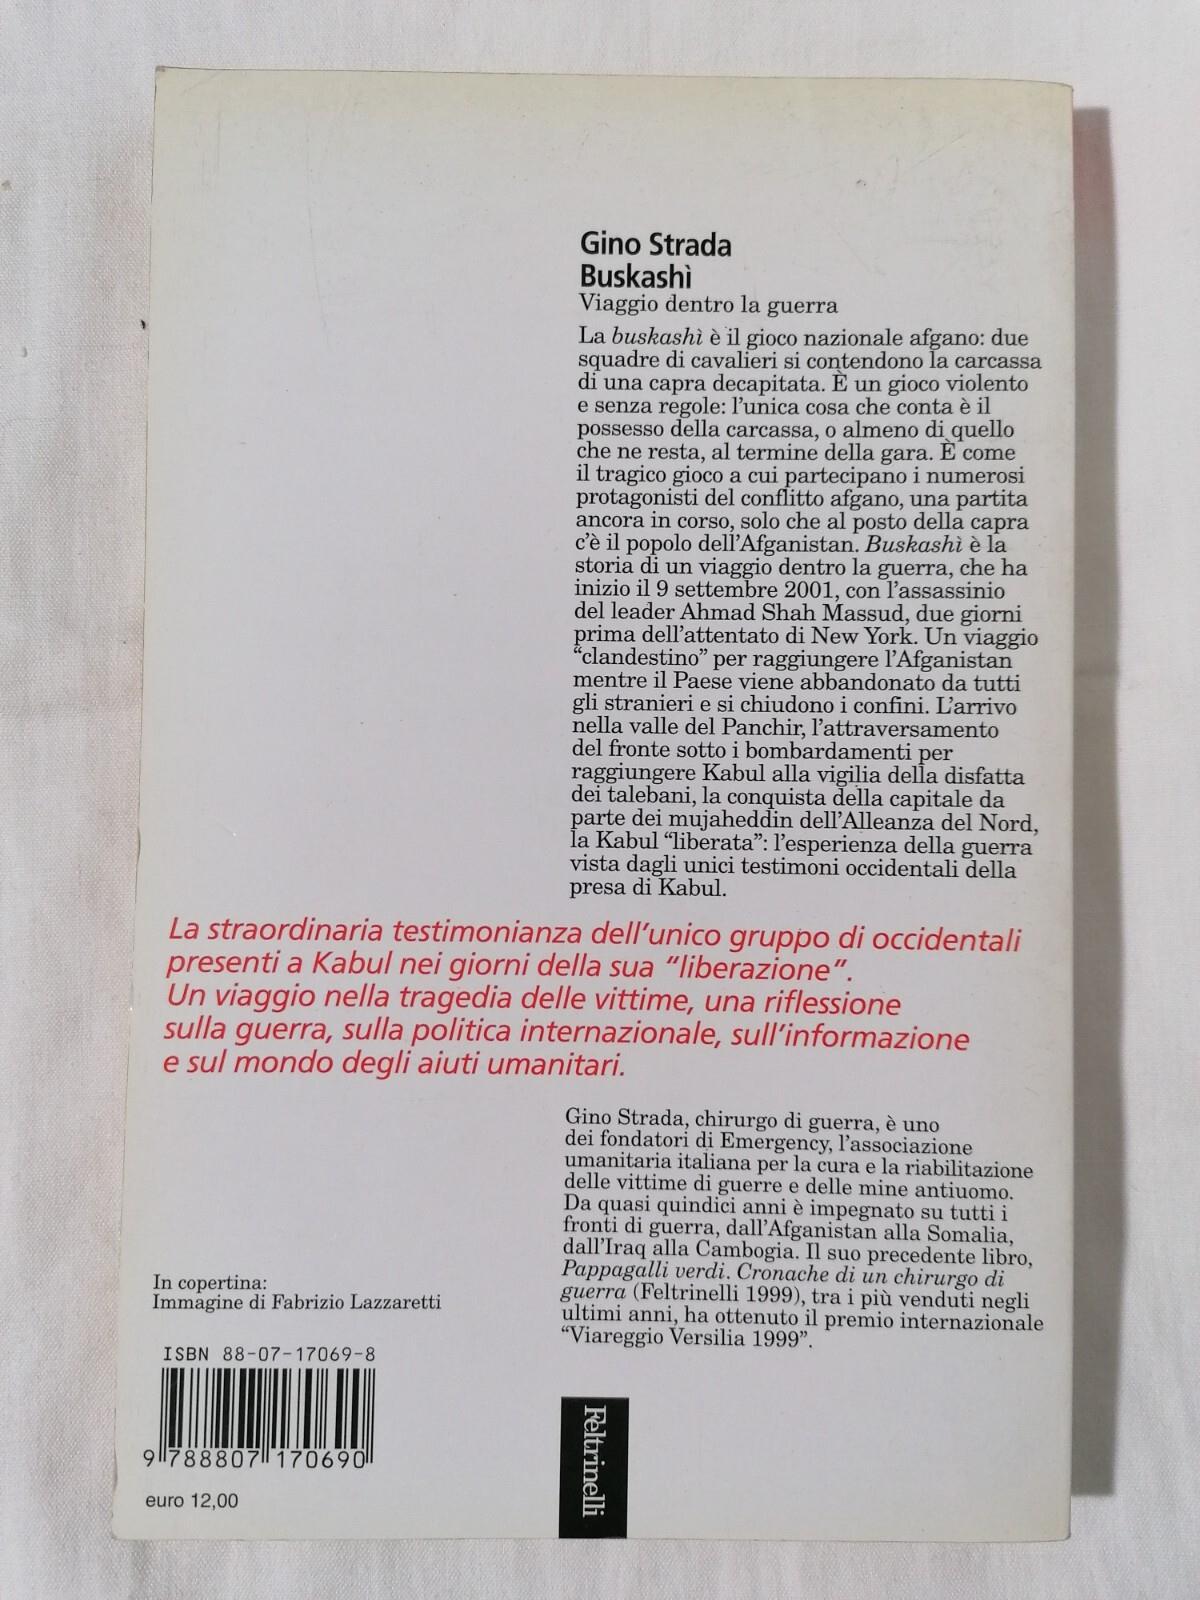 Gino Strada
Buskashì
Viaggio dentro la guerra
La buskashì è il gioco nazionale afgano: due
squadre di cavalieri si contendono la carcassa
di una capra decapitata. È un gioco violento
e senza regole: l'unica cosa che conta è il
possesso della carcassa, o almeno di quello
che ne resta, al termine della gara. È come
il tragico gioco a cui partecipano i numerosi
protagonisti del conflitto afgano, una partita
ancora in corso, solo che al posto della capra
c'è il popolo dell'Afganistan. Buskashì è la
storia di un viaggio dentro la guerra, che ha
inizio il 9 settembre 2001, con l'assassinio
del leader Ahmad Shah Massud, due giorni
prima dell'attentato di New York. Un viaggio
“clandestino” per raggiungere l'Afganistan
mentre il Paese viene abbandonato da tutti
gli stranieri e si chiudono i confini. L'arrivo
nella valle del Panchir, l'attraversamento
del fronte sotto i bombardamenti per
raggiungere Kabul alla vigilia della disfatta
dei talebani, la conquista della capitale da
parte dei mujaheddin dell'Alleanza del Nord,
la Kabul “liberata”: l'esperienza della guerra
vista dagli unici testimoni occidentali della
presa di Kabul.
La straordinaria testimonianza dell'unico gruppo di occidentali
presenti a Kabul nei giorni della sua “liberazione”.
Un viaggio nella tragedia delle vittime, una riflessione
sulla guerra, sulla politica internazionale, sull'informazione
e sul mondo degli aiuti umanitari.
Gino Strada, chirurgo di guerra, è uno
dei fondatori di Emergency, l'associazione
umanitaria italiana per la cura e la riabilitazione
delle vittime di guerre e delle mine antiuomo.
Da quasi quindici anni è impegnato su tutti i
fronti di guerra, dall'Afganistan alla Somalia,
dall'Iraq alla Cambogia. Il suo precedente libro,
Pappagalli verdi. Cronache di un chirurgo di
guerra (Feltrinelli 1999), tra i più venduti negli
ultimi anni, ha ottenuto il premio internazionale
“Viareggio Versilia 1999”.
In copertina:
Immagine di Fabrizio Lazzaretti
ISBN 88-07-17069-8
9 788807 170690
euro 12,00
Feltrinelli